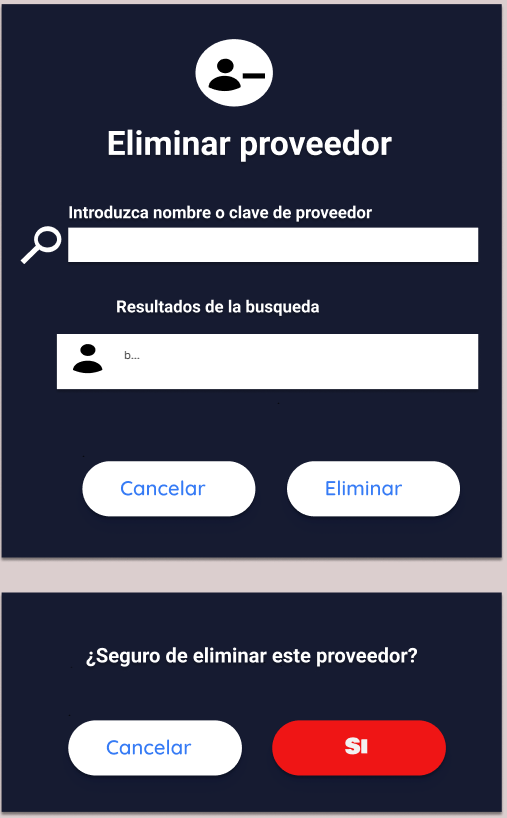 Eliminar proveedor
Introduzca nombre o clave de proveedor
Resultados de la busqueda
b...
Cancelar
Eliminar
¿Seguro de eliminar este proveedor?
Cancelar
SI